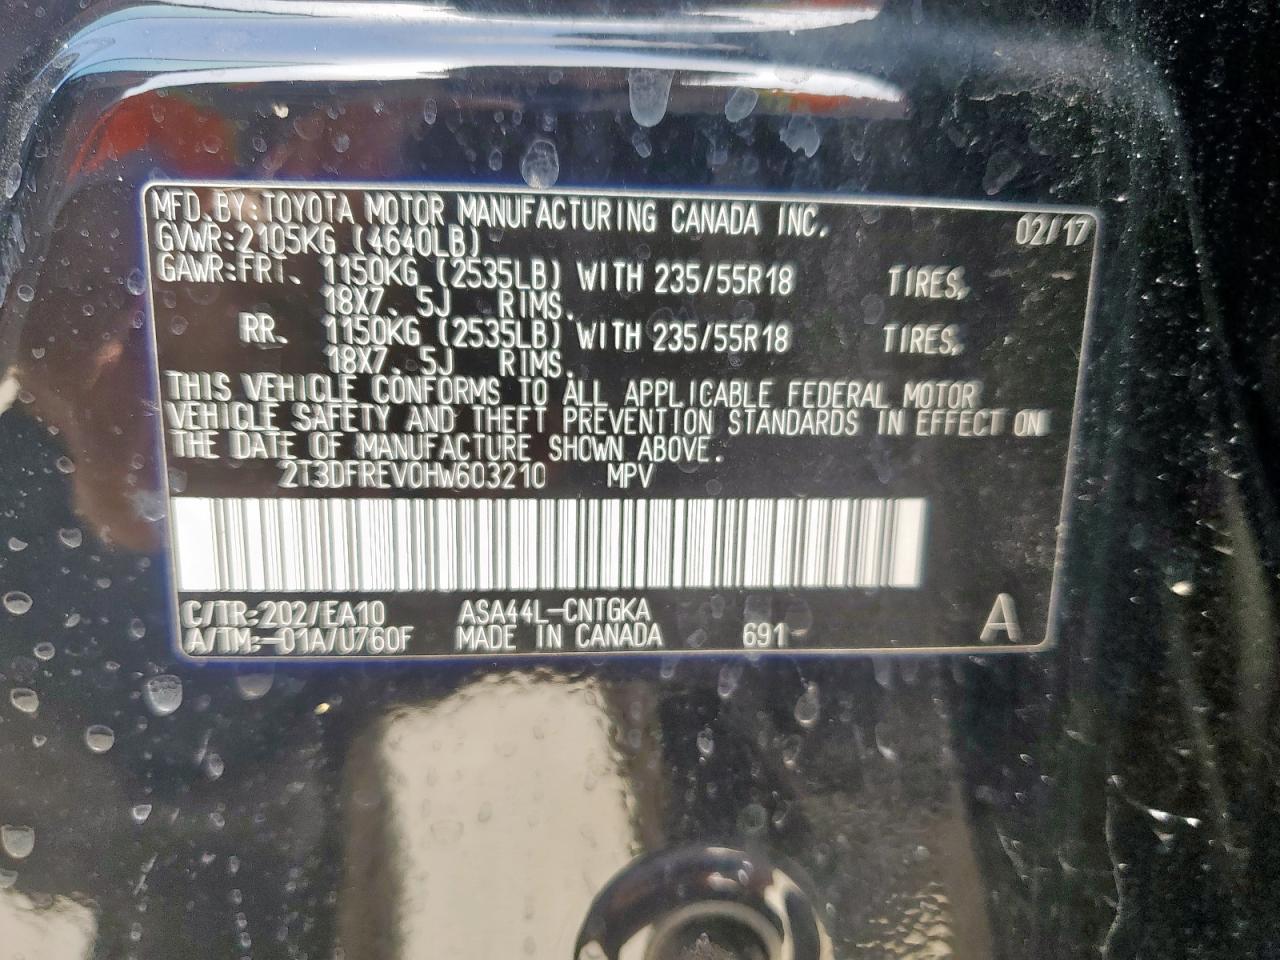 MFD. BY: TOYOTA MOTOR MANUFACTURING CANADA INC. 02/17
GVWR: 2105KG (4640LB)
GAWR: FRT. 1150KG (2535LB) WITH 235/55R18 TIRES,
18X7. 5J RIMS.
RR. 1150KG (2535LB) WITH 235/55R18 TIRES,
18X7. 5J RIMS.
THIS VEHICLE CONFORMS TO ALL APPLICABLE FEDERAL MOTOR
VEHICLE SAFETY AND THEFT PREVENTION STANDARDS IN EFFECT ON
THE DATE OF MANUFACTURE SHOWN ABOVE.
2T3DFREV0HW603210 MPV
C/TR: 202/EA10 ASA44L-CNTGKA
A/TM: -01A/U760F MADE IN CANADA 691 A